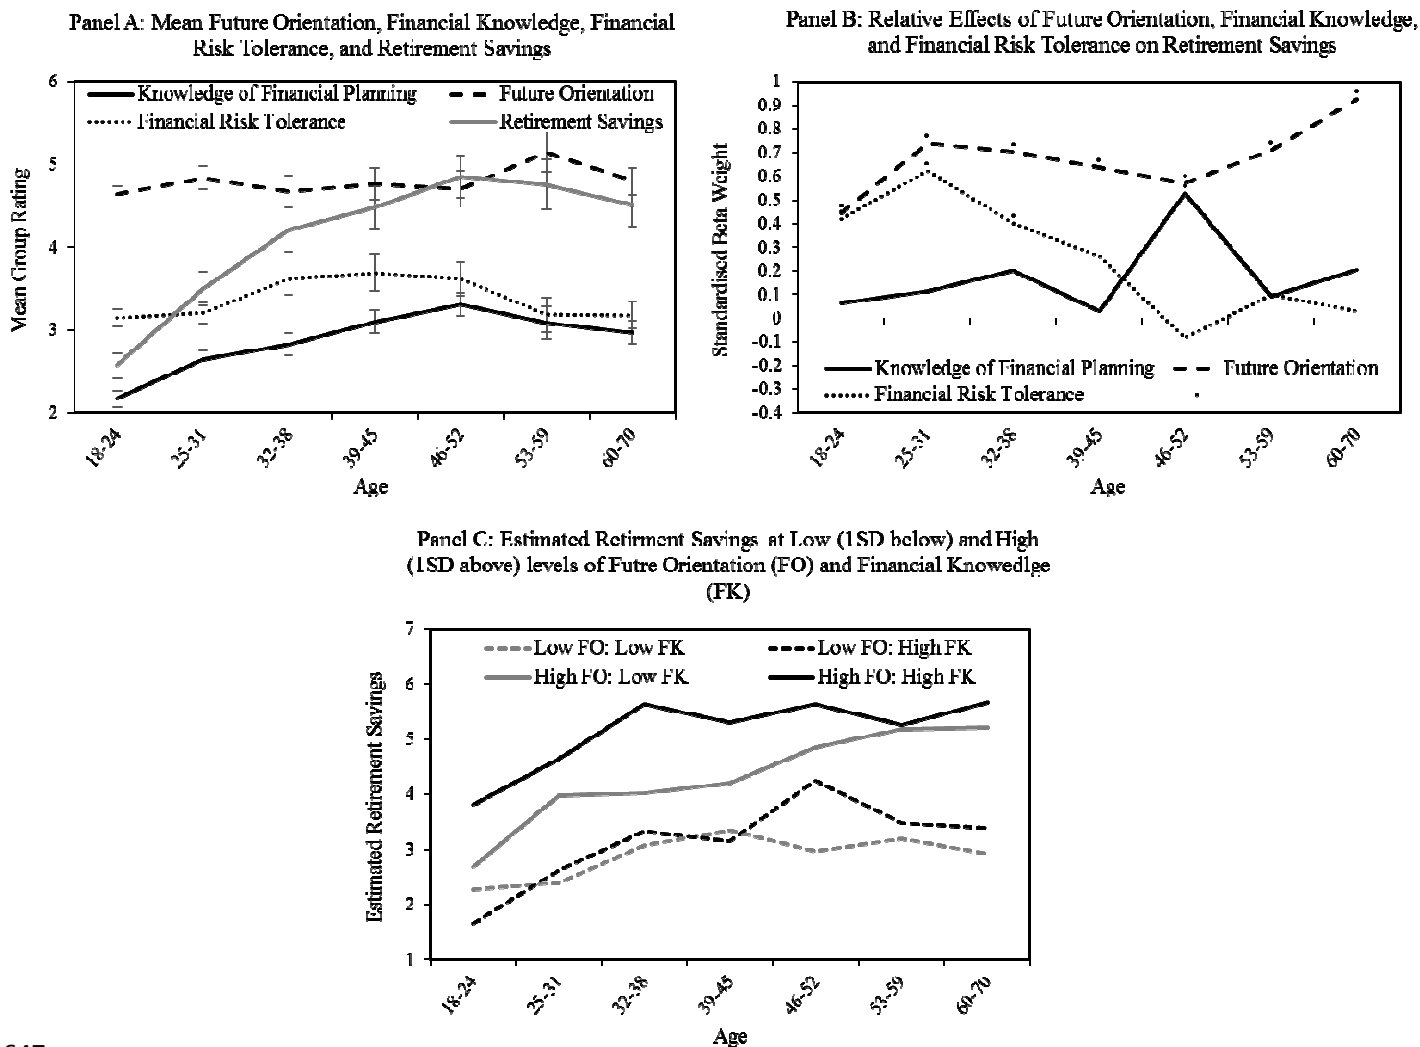 Panel A: Mean Future Orientation, Financial Knowledge, Financial
Risk Tolerance, and Retirement Savings
6
5
4
3
2
Mean Group Rating
Knowledge of Financial Planning
Future Orientation
Financial Risk Tolerance
Retirement Savings
18-24
25-31
32-38
39-45
46-52
53-59
60-70
Age
Panel B: Relative Effects of Future Orientation, Financial Knowledge,
and Financial Risk Tolerance on Retirement Savings
1
0.9
0.8
0.7
0.6
0.5
0.4
0.3
0.2
0.1
0
-0.1
-0.2
-0.3
-0.4
Standardised Beta Weight
Knowledge of Financial Planning
Future Orientation
Financial Risk Tolerance
18-24
25-31
32-38
39-45
46-52
53-59
60-70
Age
Panel C: Estimated Retirment Savings at Low (1SD below) and High
(1SD above) levels of Futre Orientation (FO) and Financial Knowedlge
(FK)
7
6
5
4
3
2
1
Estimated Retirement Savings
Low FO: Low FK
Low FO: High FK
High FO: Low FK
High FO: High FK
18-24
25-31
32-38
39-45
46-52
53-59
60-70
Age